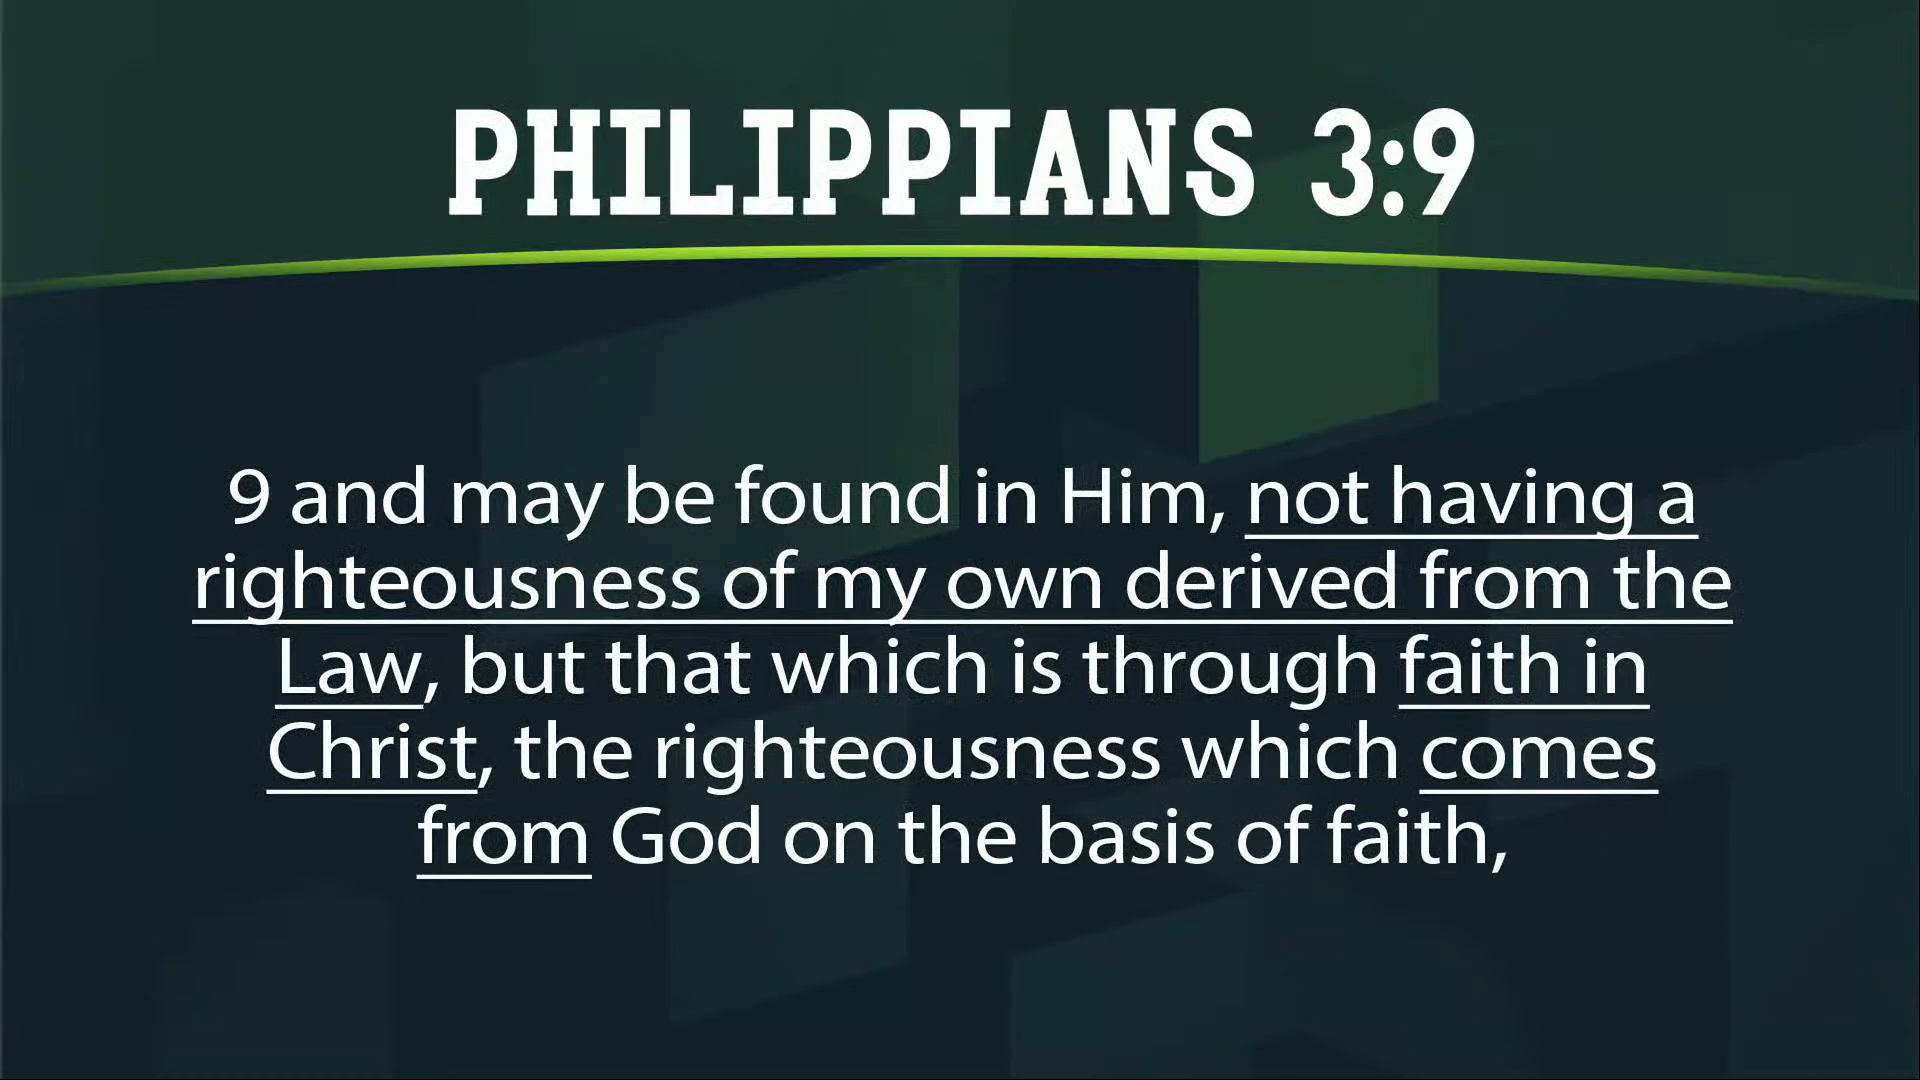 PHILIPPIANS 3:9
9 and may be found in Him, not having a
righteousness of my own derived from the
Law, but that which is through faith in
Christ, the righteousness which comes
from God on the basis of faith,